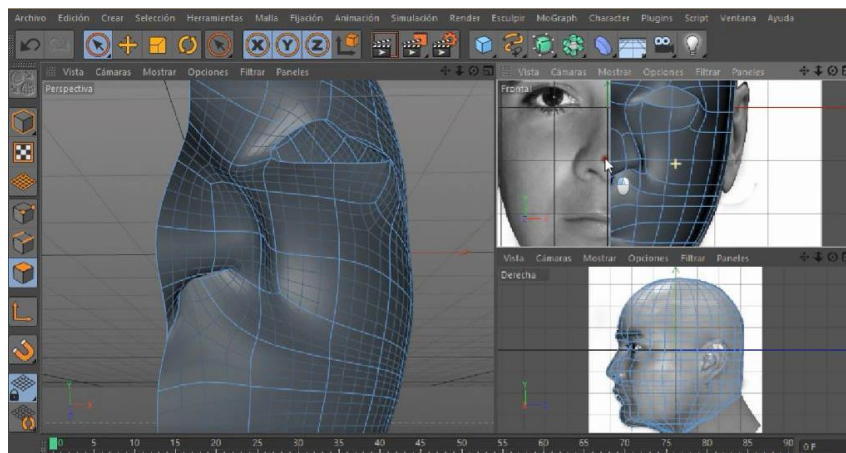 Archivo Edición Crear Selección Herramientas Malla Fijación Animación Simulación Render Esculpir MoGraph Character Plugins Script Ventana Ayuda
X Y Z
Vista Cámaras Mostrar Opciones Filtrar Paneles
Perspectiva
Vista Cámaras Mostrar Opciones Filtrar Paneles
Frontal
Vista Cámaras Mostrar Opciones Filtrar Paneles
Derecha
Y
X
Z
Y
0 5 10 15 20 25 30 35 40 45 50 55 60 65 70 75 80 85 90 0 F